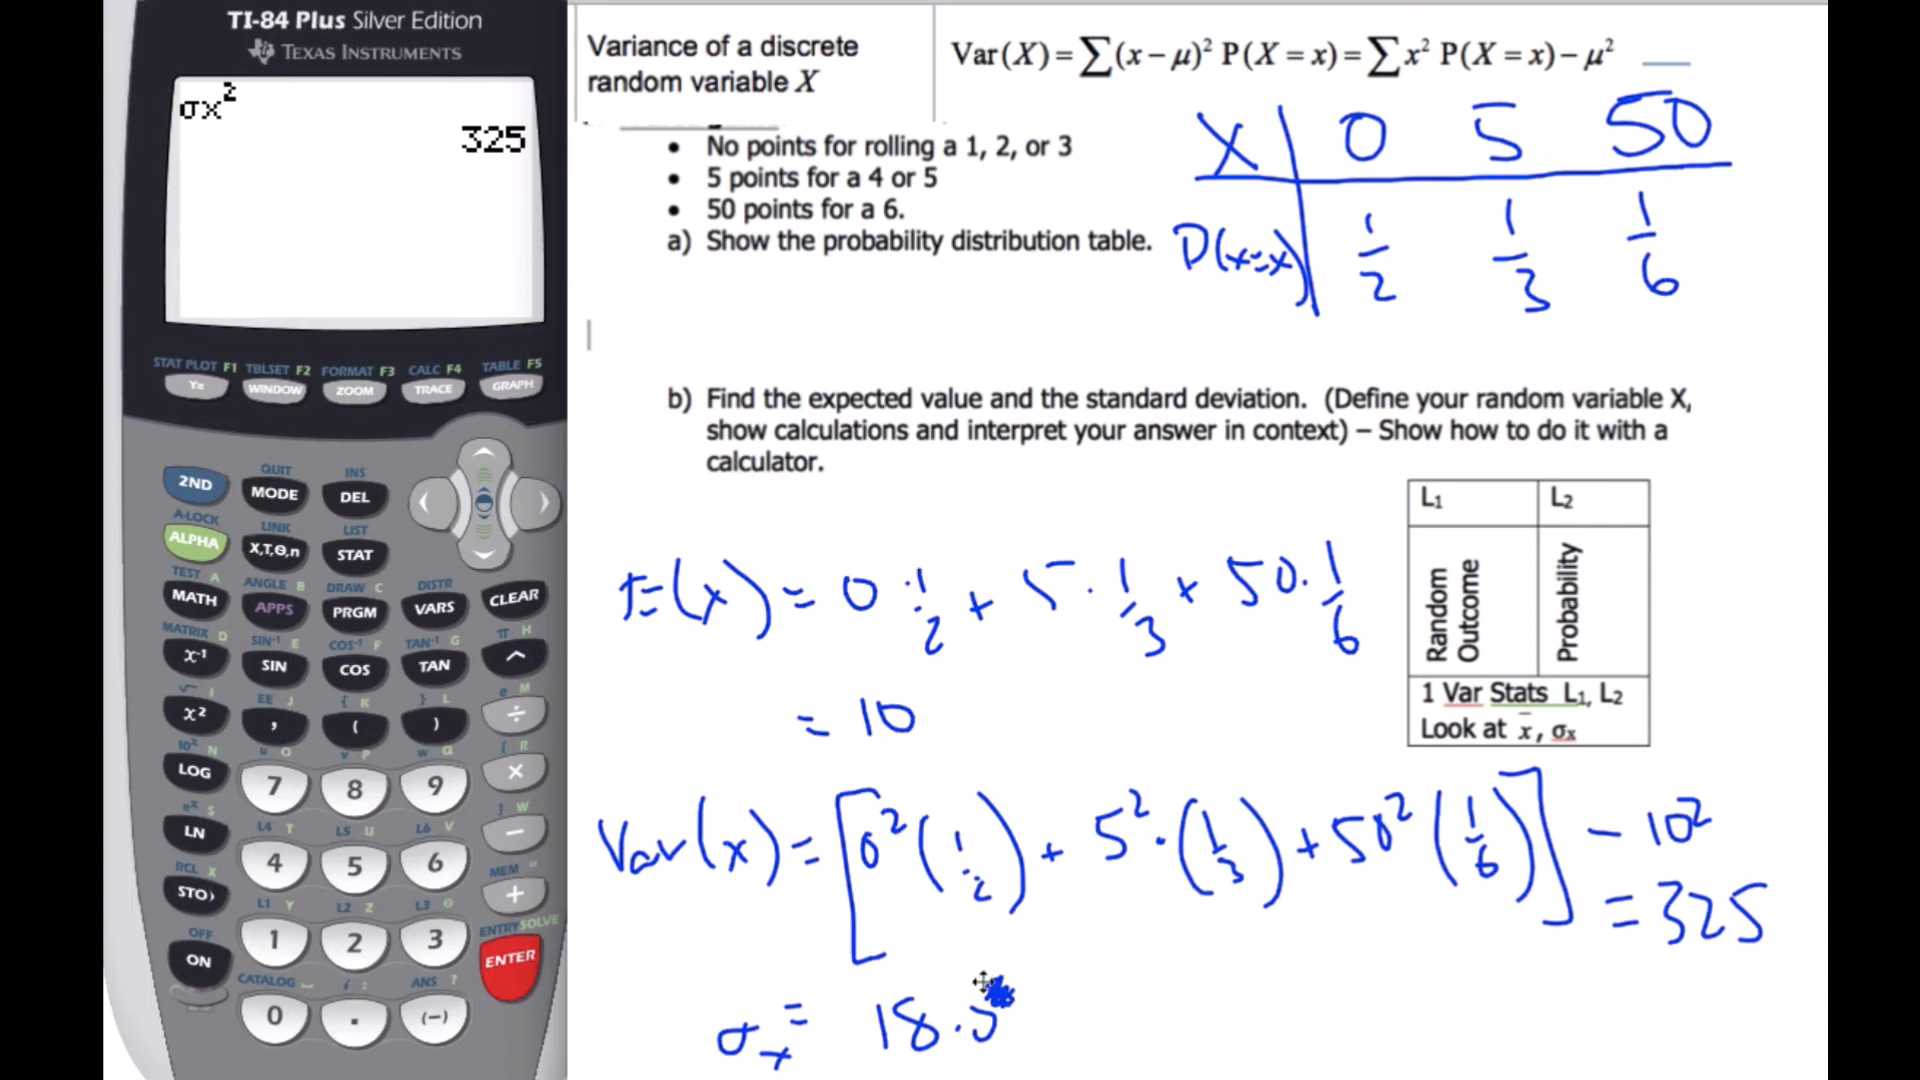 TI-84 Plus Silver Edition
TEXAS INSTRUMENTS
σx²
325
STAT PLOT F1 TBLSET F2 FORMAT F3 CALC F4 TABLE F5
Y= WINDOW ZOOM TRACE GRAPH
QUIT INS
2ND MODE DEL
A-LOCK LINK LIST
ALPHA X,T,Θ,n STAT
TEST A ANGLE B DRAW C DISTR
MATH APPS PRGM VARS CLEAR
MATRIX D SIN⁻¹ E COS⁻¹ F TAN⁻¹ G π H
x⁻¹ SIN COS TAN ^
√ I EE J { K } L e M
x² , ( ) ÷
10ˣ N u O v P w Q [ R
LOG 7 8 9 ×
eˣ S L4 T L5 U L6 V ] W
LN 4 5 6 −
RCL X L1 Y L2 Z L3 Θ MEM "
STO› 1 2 3 +
OFF CATALOG ⎵ i : ANS ? ENTRY SOLVE
ON 0 . (−) ENTER
Variance of a discrete
random variable X
Var(X) = ∑(x − μ)² P(X = x) = ∑x² P(X = x) − μ²
• No points for rolling a 1, 2, or 3
• 5 points for a 4 or 5
• 50 points for a 6.
a) Show the probability distribution table.
X 0 5 50
P(x=x) 1/2 1/3 1/6
b) Find the expected value and the standard deviation. (Define your random variable X,
show calculations and interpret your answer in context) – Show how to do it with a
calculator.
L1 L2
Random Outcome
Probability
1 Var Stats L1, L2
Look at x̄, σx
E(x) = 0·1/2 + 5·1/3 + 50·1/6
= 10
Var(x) = [0²(1/2) + 5²·(1/3) + 50²(1/6)] − 10²
= 325
σx = 18.